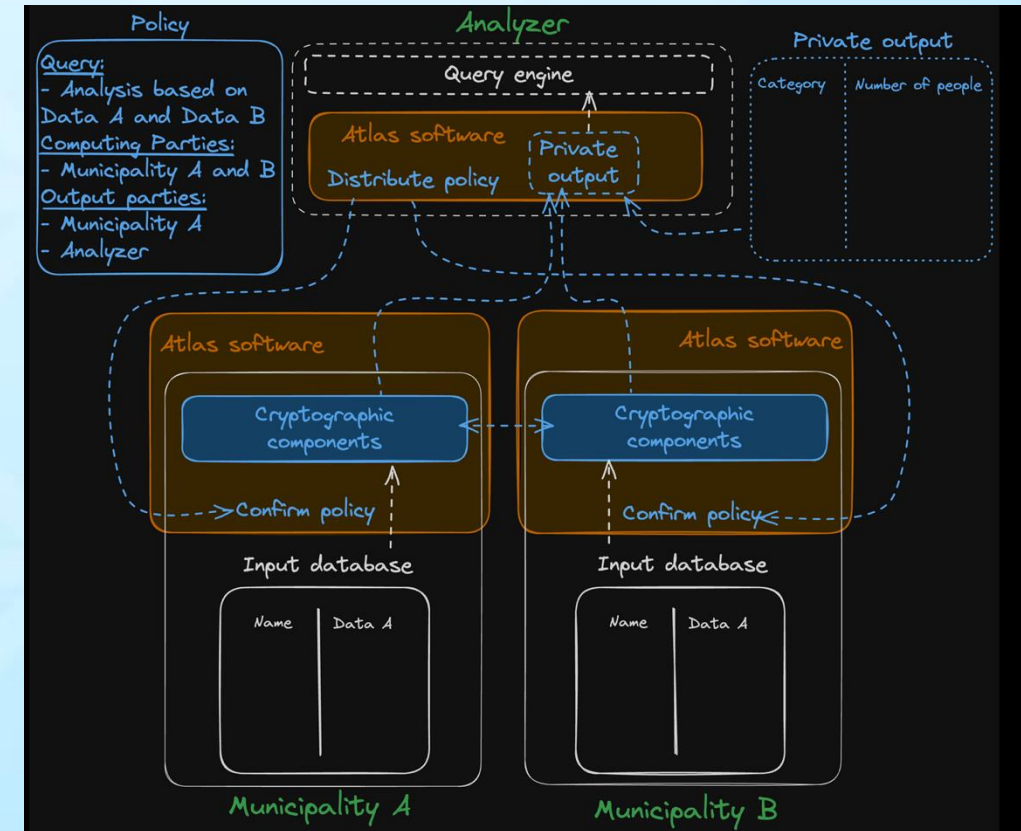 Policy
Query:
- Analysis based on
Data A and Data B
Computing Parties:
- Municipality A and B
Output parties:
- Municipality A
- Analyzer
Analyzer
Query engine
Atlas software
Distribute policy
Private
output
Private output
Category
Number of people
Atlas software
Cryptographic
components
Confirm policy
Input database
Name
Data A
Municipality A
Atlas software
Cryptographic
components
Confirm policy
Input database
Name
Data A
Municipality B